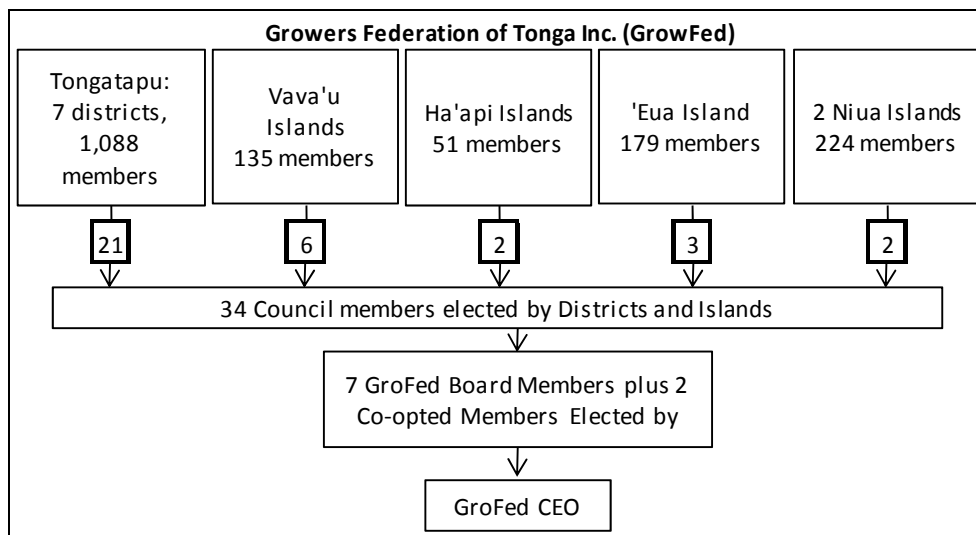 Growers Federation of Tonga Inc. (GrowFed)
Tongatapu:
7 districts,
1,088
members
Vava'u
Islands
135 members
Ha'api Islands
51 members
'Eua Island
179 members
2 Niua Islands
224 members
21
6
2
3
2
34 Council members elected by Districts and Islands
7 GroFed Board Members plus 2
Co-opted Members Elected by
GroFed CEO